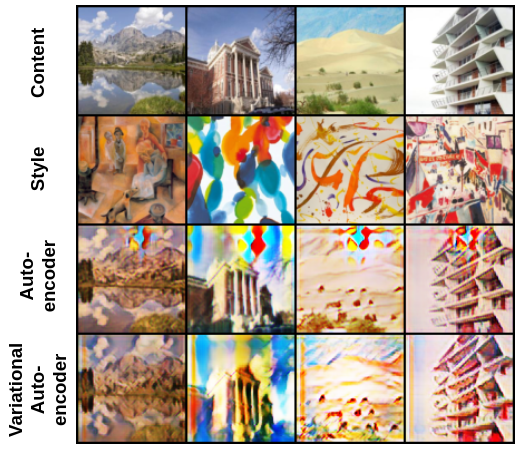 Content
Style
Auto-
encoder
Variational
Auto-
encoder